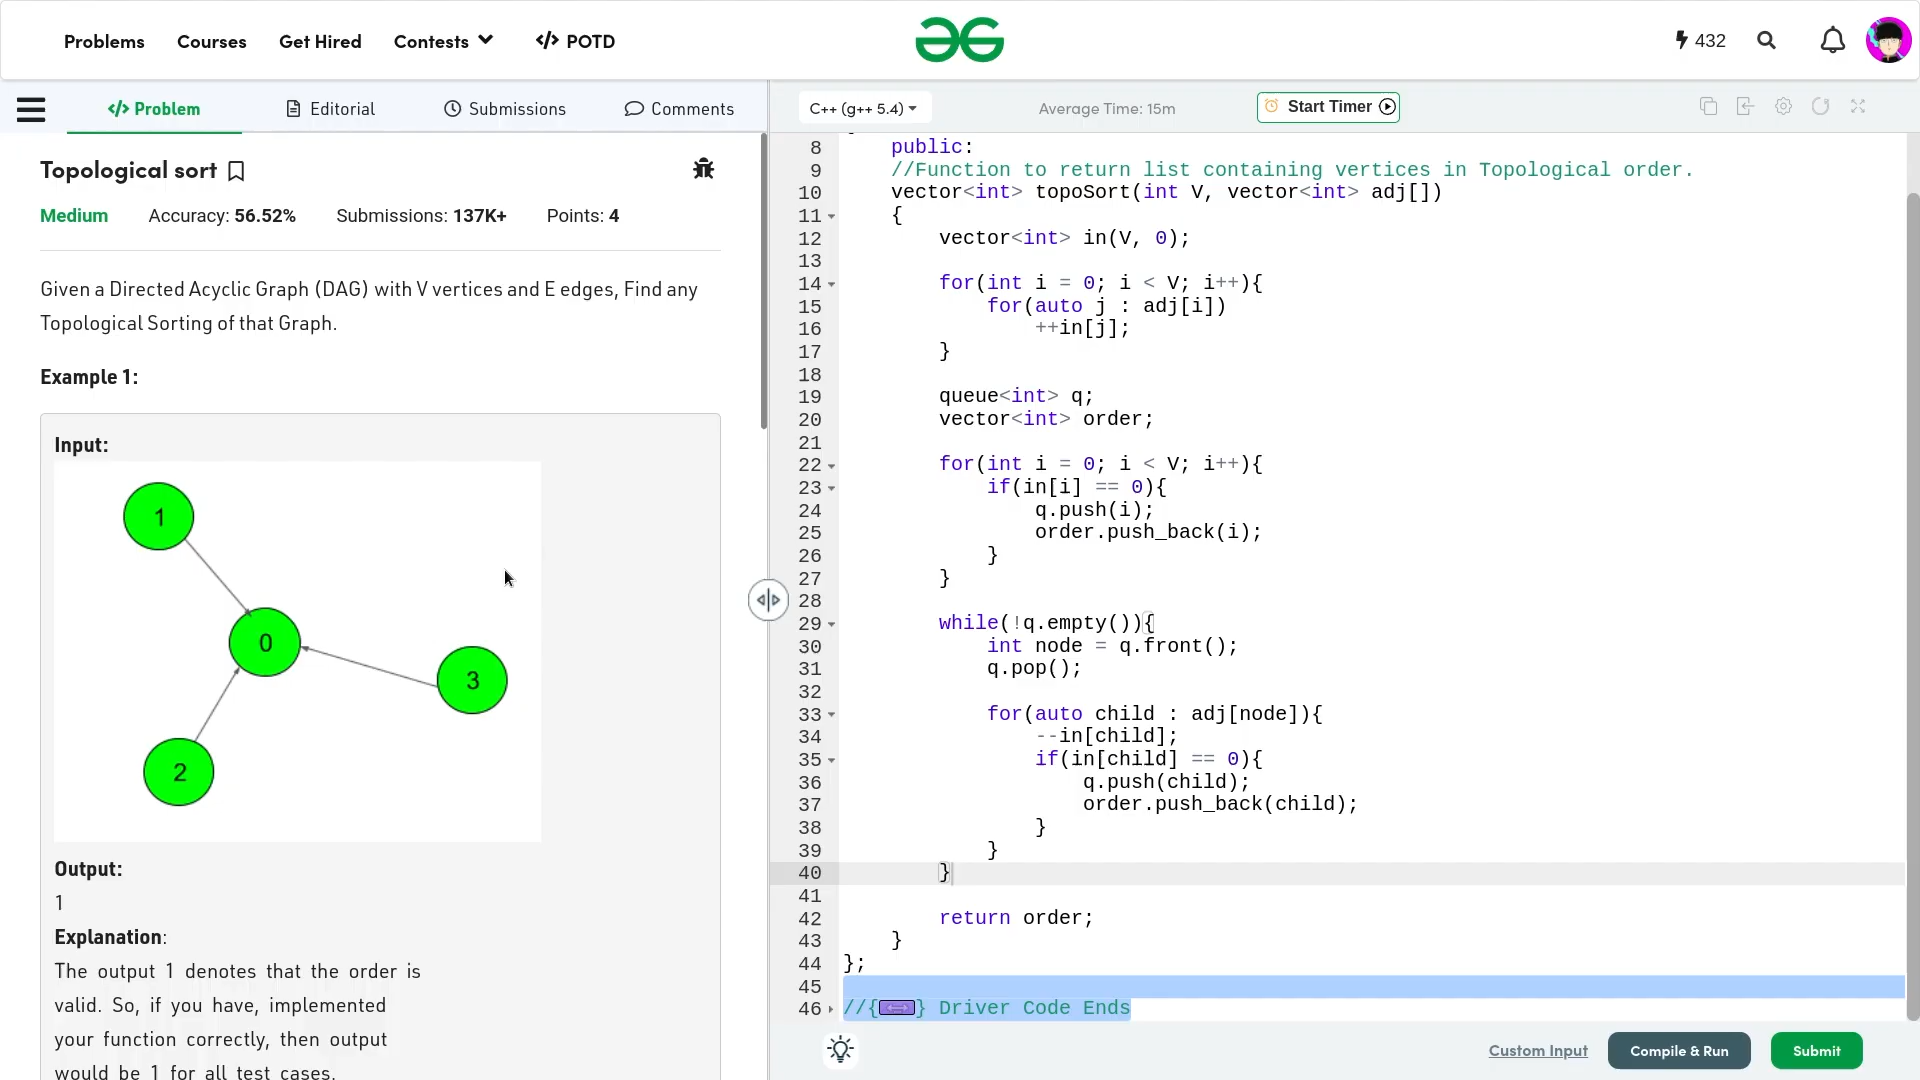 Problems Courses Get Hired Contests </> POTD 432
</> Problem Editorial Submissions Comments
Topological sort
Medium Accuracy: 56.52% Submissions: 137K+ Points: 4
Given a Directed Acyclic Graph (DAG) with V vertices and E edges, Find any
Topological Sorting of that Graph.
Example 1:
Input:
1
0
3
2
Output:
1
Explanation:
The output 1 denotes that the order is
valid. So, if you have, implemented
your function correctly, then output
would be 1 for all test cases.
C++ (g++ 5.4) Average Time: 15m Start Timer
8 public:
9 //Function to return list containing vertices in Topological order.
10 vector<int> topoSort(int V, vector<int> adj[])
11 {
12 vector<int> in(V, 0);
13
14 for(int i = 0; i < V; i++){
15 for(auto j : adj[i])
16 ++in[j];
17 }
18
19 queue<int> q;
20 vector<int> order;
21
22 for(int i = 0; i < V; i++){
23 if(in[i] == 0){
24 q.push(i);
25 order.push_back(i);
26 }
27 }
28
29 while(!q.empty()){
30 int node = q.front();
31 q.pop();
32
33 for(auto child : adj[node]){
34 --in[child];
35 if(in[child] == 0){
36 q.push(child);
37 order.push_back(child);
38 }
39 }
40 }
41
42 return order;
43 }
44 };
45
46 //{ } Driver Code Ends
Custom Input Compile & Run Submit